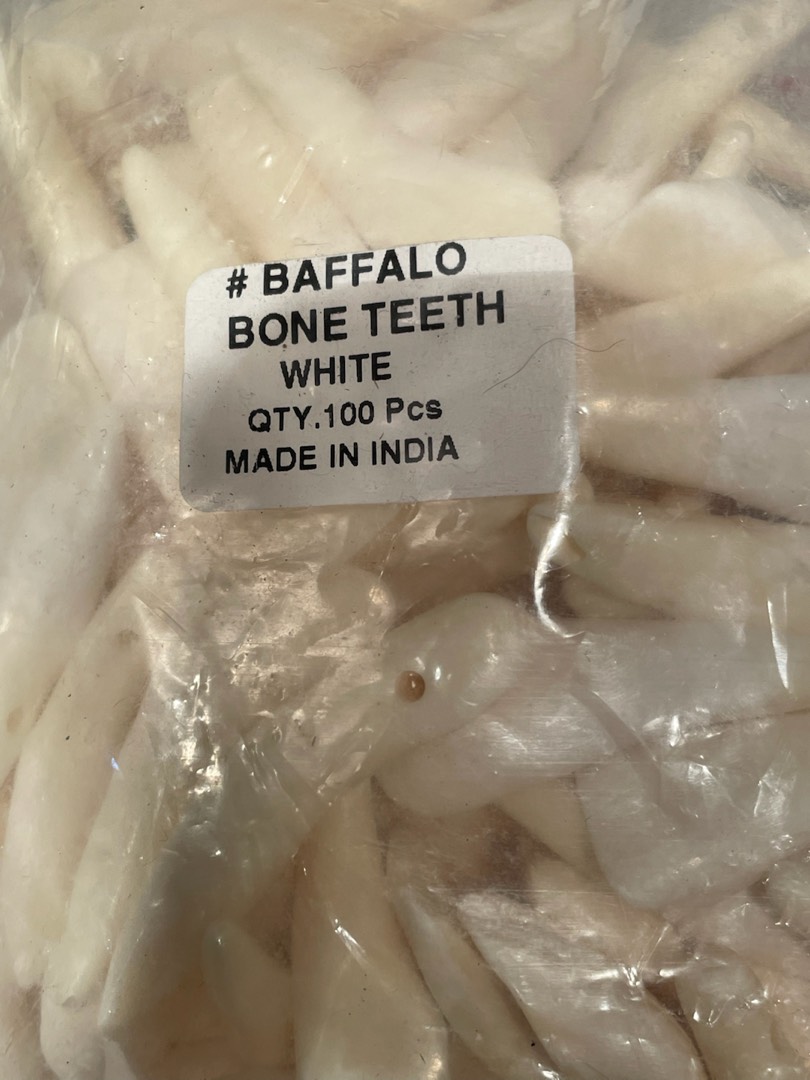 # BAFFALO
BONE TEETH
WHITE
QTY.100 Pcs
MADE IN INDIA